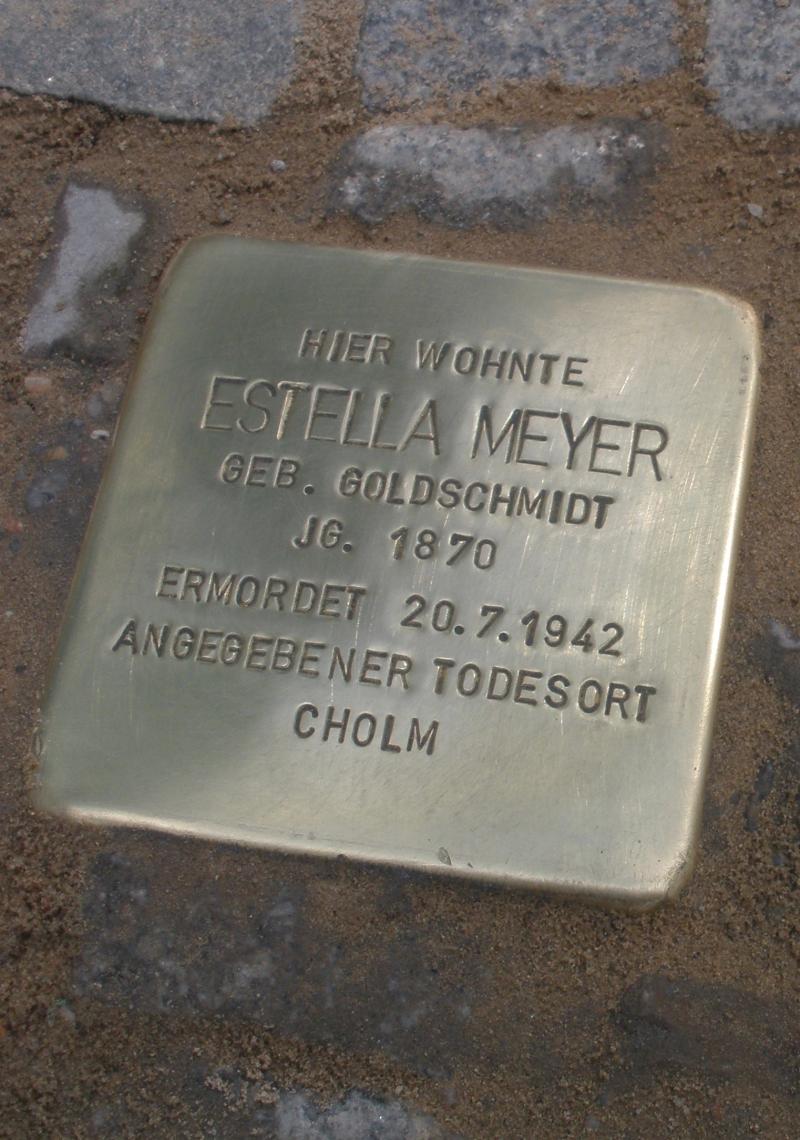 HIER WOHNTE
ESTELLA MEYER
GEB. GOLDSCHMIDT
JG. 1870
ERMORDET 20.7.1942
ANGEGEBENER TODESORT
CHOLM